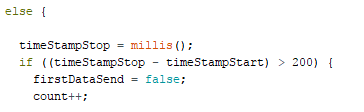 else {
timeStampStop = millis();
if ((timeStampStop - timeStampStart) > 200) {
firstDataSend = false;
count++;